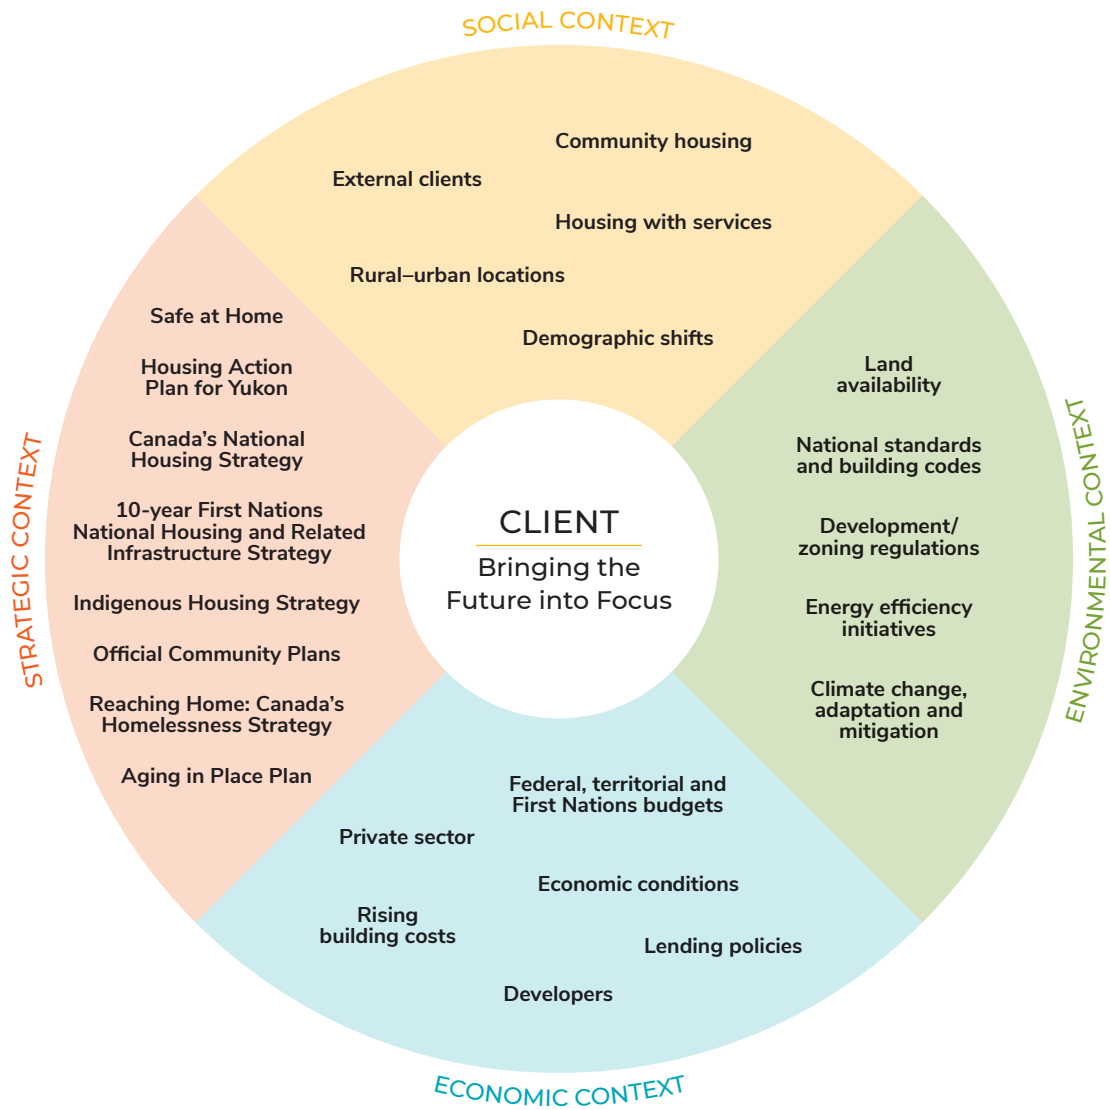 SOCIAL CONTEXT
Community housing
External clients
Housing with services
Rural–urban locations
Demographic shifts
STRATEGIC CONTEXT
Safe at Home
Housing Action
Plan for Yukon
Canada’s National
Housing Strategy
10-year First Nations
National Housing and Related
Infrastructure Strategy
Indigenous Housing Strategy
Official Community Plans
Reaching Home: Canada’s
Homelessness Strategy
Aging in Place Plan
CLIENT
Bringing the
Future into Focus
ENVIRONMENTAL CONTEXT
Land
availability
National standards
and building codes
Development/
zoning regulations
Energy efficiency
initiatives
Climate change,
adaptation and
mitigation
Federal, territorial and
First Nations budgets
Private sector
Economic conditions
Rising
building costs
Lending policies
Developers
ECONOMIC CONTEXT